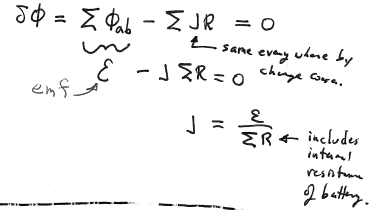 δΦ = Σ Φab − Σ JR = 0
same everywhere by
charge cons.
ε − J ΣR = 0
emf
J = ε / ΣR
includes
internal
resistance
of battery.